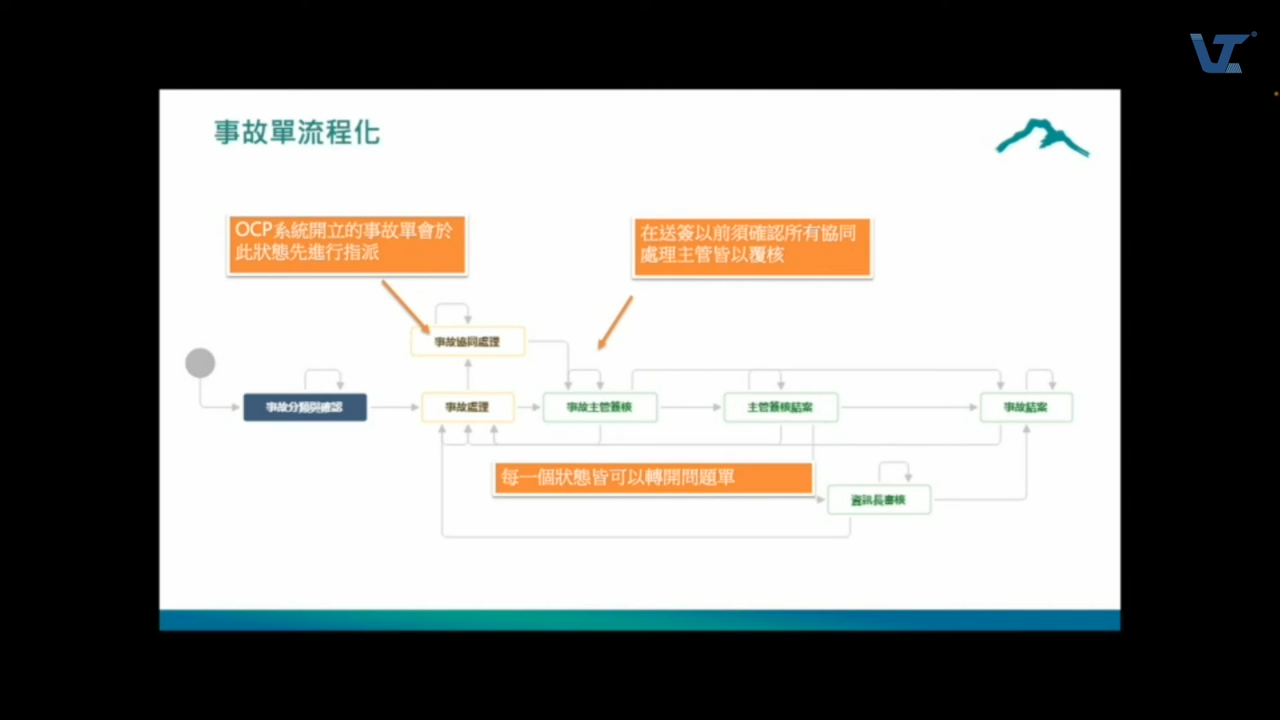 事故單流程化
OCP系統開立的事故單會於
此狀態先進行指派
在送簽以前須確認所有協同
處理主管皆以覆核
事故協同處理
事故分類與確認
事故處理
事故主管簽核
主管簽核結案
事故結案
每一個狀態皆可以轉開問題單
資訊長審核